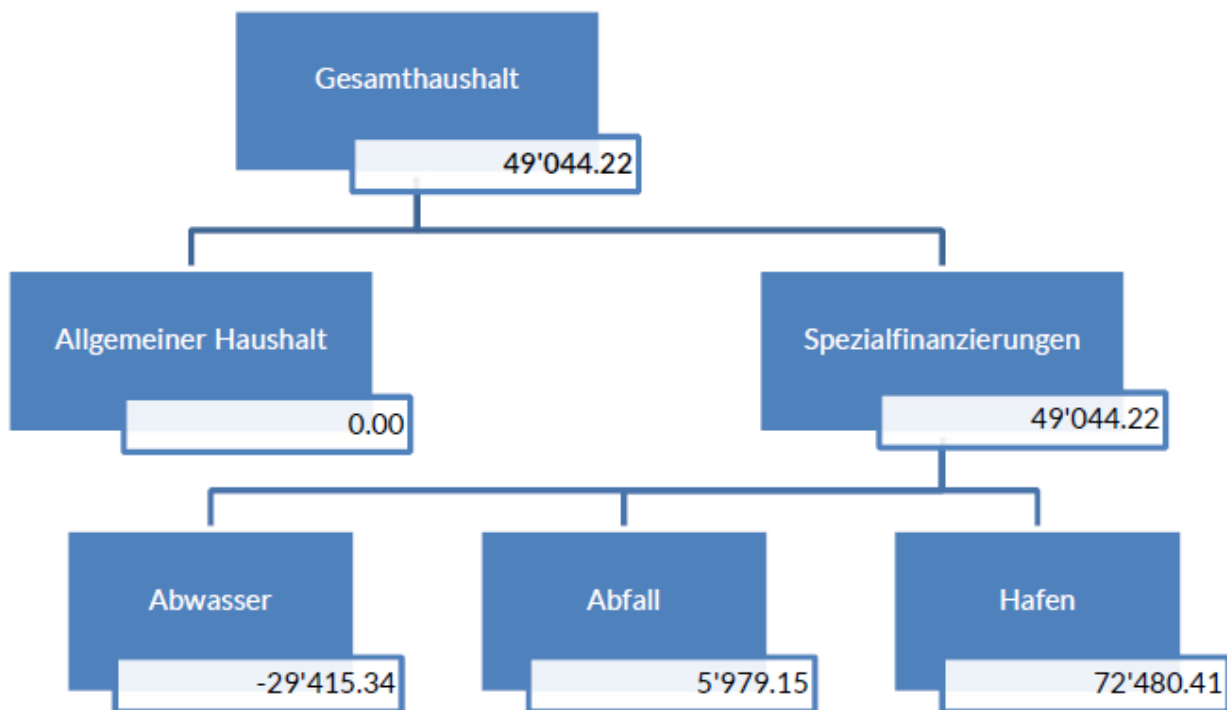 Gesamthaushalt
49'044.22
Allgemeiner Haushalt
0.00
Spezialfinanzierungen
49'044.22
Abwasser
-29'415.34
Abfall
5'979.15
Hafen
72'480.41